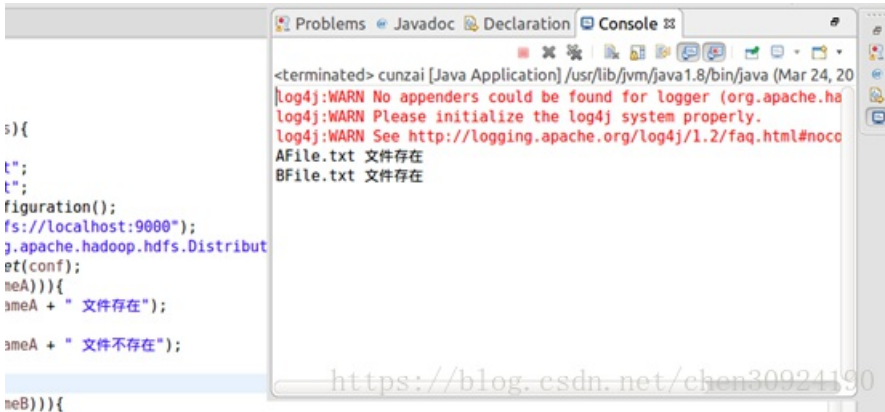 Problems @ Javadoc Declaration Console
<terminated> cunzai [Java Application] /usr/lib/jvm/java1.8/bin/java (Mar 24, 20
log4j:WARN No appenders could be found for logger (org.apache.ha
log4j:WARN Please initialize the log4j system properly.
log4j:WARN See http://logging.apache.org/log4j/1.2/faq.html#noco
AFile.txt 文件存在
BFile.txt 文件存在
s){
t";
t";
figuration();
fs://localhost:9000");
g.apache.hadoop.hdfs.Distribut
et(conf);
meA))){
ameA + " 文件存在");
ameA + " 文件不存在");
meB))){
https://blog.csdn.net/chen30924190